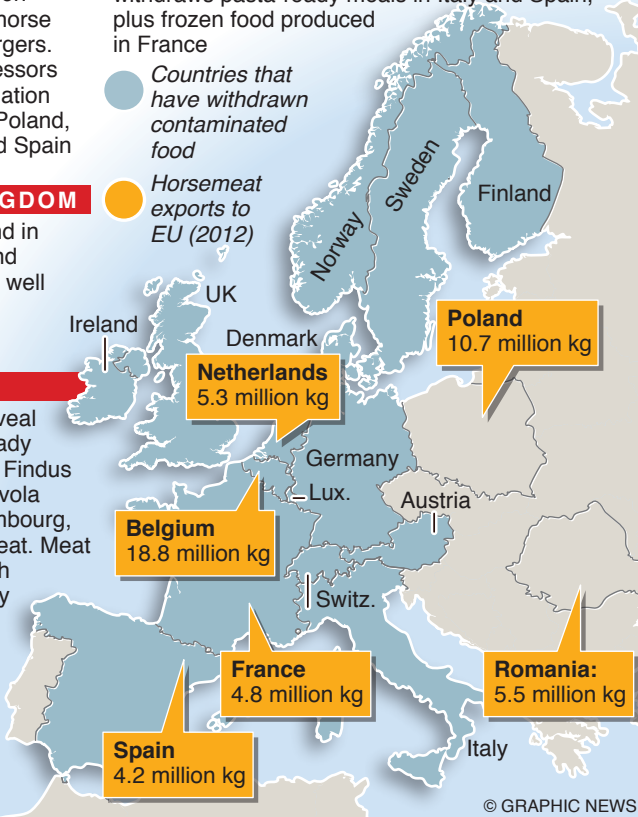 horse
rgers.
essors
ation
Poland,
d Spain
GDOM
nd in
nd
well
veal
ady
Findus
vola
mbourg,
eat. Meat
h
y
withdraws pasta ready meals in Italy and Spain,
plus frozen food produced
in France
Countries that
have withdrawn
contaminated
food
Horsemeat
exports to
EU (2012)
Norway
Sweden
Finland
UK
Ireland
Denmark
Poland
10.7 million kg
Netherlands
5.3 million kg
Germany
Lux.
Austria
Belgium
18.8 million kg
Switz.
France
4.8 million kg
Romania:
5.5 million kg
Spain
4.2 million kg
Italy
© GRAPHIC NEWS